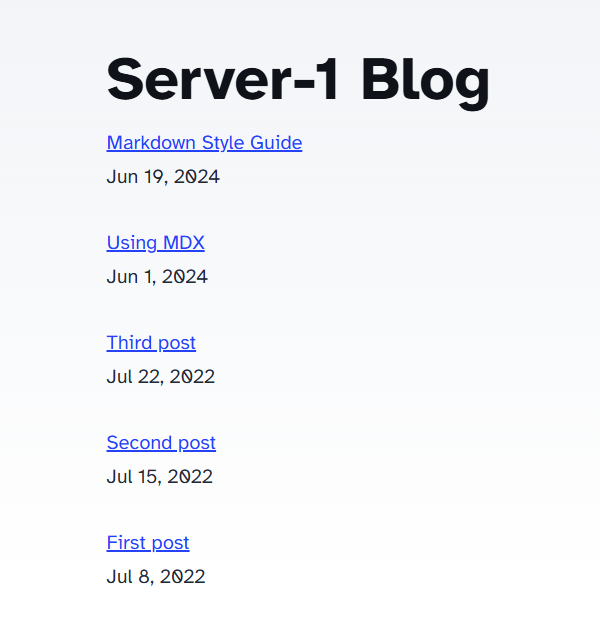 Server-1 Blog
Markdown Style Guide
Jun 19, 2024
Using MDX
Jun 1, 2024
Third post
Jul 22, 2022
Second post
Jul 15, 2022
First post
Jul 8, 2022